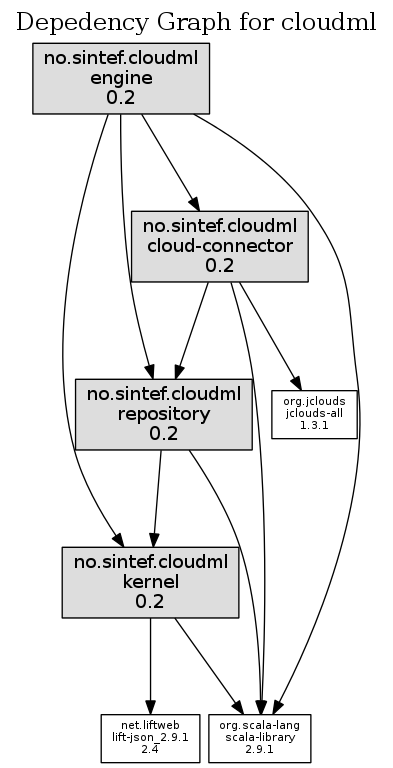 Depedency Graph for cloudml
no.sintef.cloudml
engine
0.2
no.sintef.cloudml
cloud-connector
0.2
no.sintef.cloudml
repository
0.2
org.jclouds
jclouds-all
1.3.1
no.sintef.cloudml
kernel
0.2
net.liftweb
lift-json_2.9.1
2.4
org.scala-lang
scala-library
2.9.1